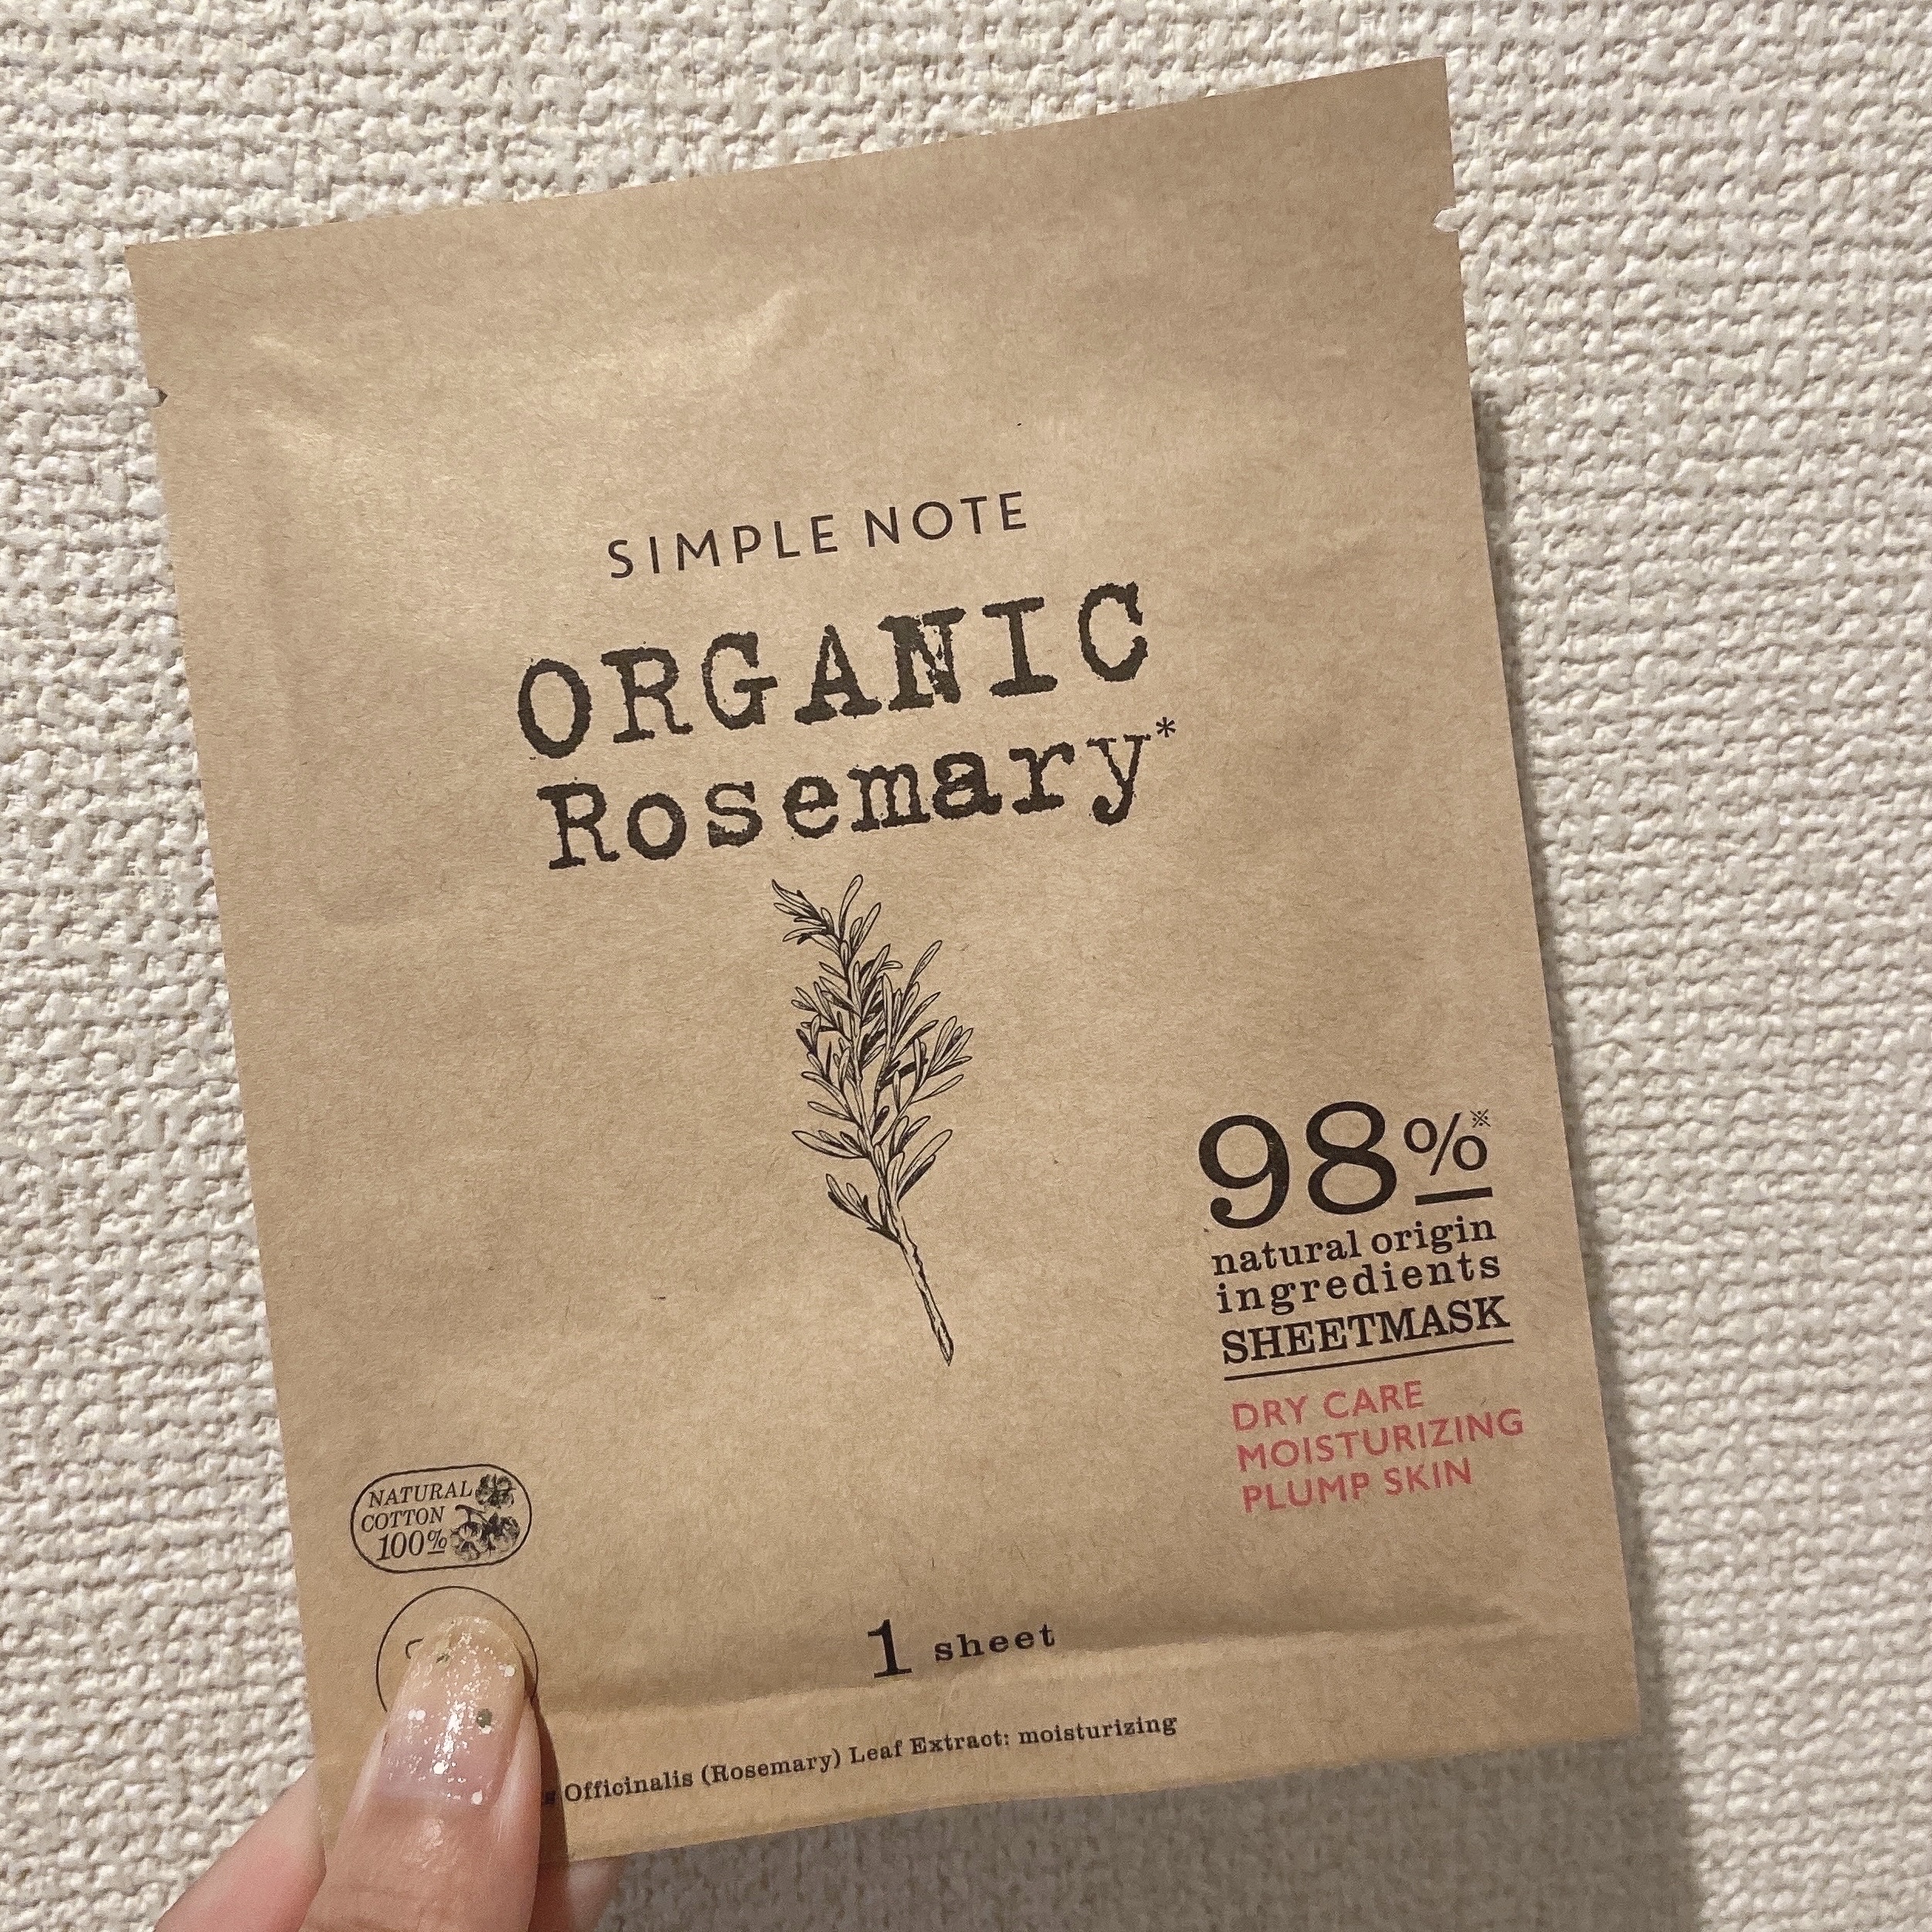 SIMPLE NOTE
ORGANIC
Rosemary*
98%※
natural origin
ingredients
SHEETMASK
DRY CARE
MOISTURIZING
PLUMP SKIN
NATURAL
COTTON
100%
1 sheet
Officinalis (Rosemary) Leaf Extract: moisturizing